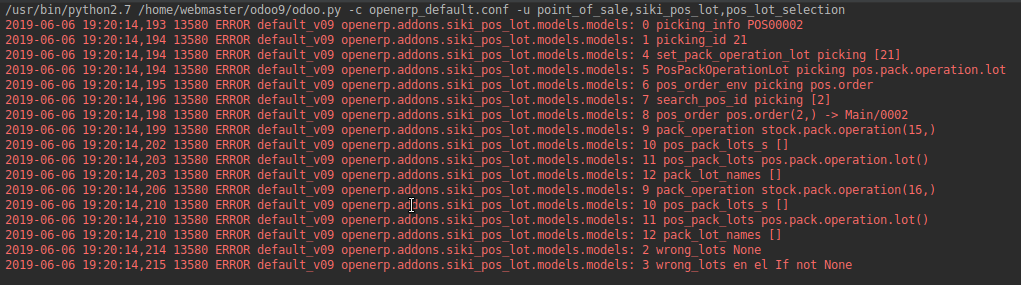 /usr/bin/python2.7 /home/webmaster/odoo9/odoo.py -c openerp_default.conf -u point_of_sale,siki_pos_lot,pos_lot_selection
2019-06-06 19:20:14,193 13580 ERROR default_v09 openerp.addons.siki_pos_lot.models.models: 0 picking_info POS00002
2019-06-06 19:20:14,194 13580 ERROR default_v09 openerp.addons.siki_pos_lot.models.models: 1 picking_id 21
2019-06-06 19:20:14,194 13580 ERROR default_v09 openerp.addons.siki_pos_lot.models.models: 4 set_pack_operation_lot picking [21]
2019-06-06 19:20:14,194 13580 ERROR default_v09 openerp.addons.siki_pos_lot.models.models: 5 PosPackOperationLot picking pos.pack.operation.lot
2019-06-06 19:20:14,195 13580 ERROR default_v09 openerp.addons.siki_pos_lot.models.models: 6 pos_order_env picking pos.order
2019-06-06 19:20:14,196 13580 ERROR default_v09 openerp.addons.siki_pos_lot.models.models: 7 search_pos_id picking [2]
2019-06-06 19:20:14,198 13580 ERROR default_v09 openerp.addons.siki_pos_lot.models.models: 8 pos_order pos.order(2,) -> Main/0002
2019-06-06 19:20:14,199 13580 ERROR default_v09 openerp.addons.siki_pos_lot.models.models: 9 pack_operation stock.pack.operation(15,)
2019-06-06 19:20:14,202 13580 ERROR default_v09 openerp.addons.siki_pos_lot.models.models: 10 pos_pack_lots_s []
2019-06-06 19:20:14,203 13580 ERROR default_v09 openerp.addons.siki_pos_lot.models.models: 11 pos_pack_lots pos.pack.operation.lot()
2019-06-06 19:20:14,203 13580 ERROR default_v09 openerp.addons.siki_pos_lot.models.models: 12 pack_lot_names []
2019-06-06 19:20:14,206 13580 ERROR default_v09 openerp.addons.siki_pos_lot.models.models: 9 pack_operation stock.pack.operation(16,)
2019-06-06 19:20:14,210 13580 ERROR default_v09 openerp.addons.siki_pos_lot.models.models: 10 pos_pack_lots_s []
2019-06-06 19:20:14,210 13580 ERROR default_v09 openerp.addons.siki_pos_lot.models.models: 11 pos_pack_lots pos.pack.operation.lot()
2019-06-06 19:20:14,210 13580 ERROR default_v09 openerp.addons.siki_pos_lot.models.models: 12 pack_lot_names []
2019-06-06 19:20:14,214 13580 ERROR default_v09 openerp.addons.siki_pos_lot.models.models: 2 wrong_lots None
2019-06-06 19:20:14,215 13580 ERROR default_v09 openerp.addons.siki_pos_lot.models.models: 3 wrong_lots en el If not None